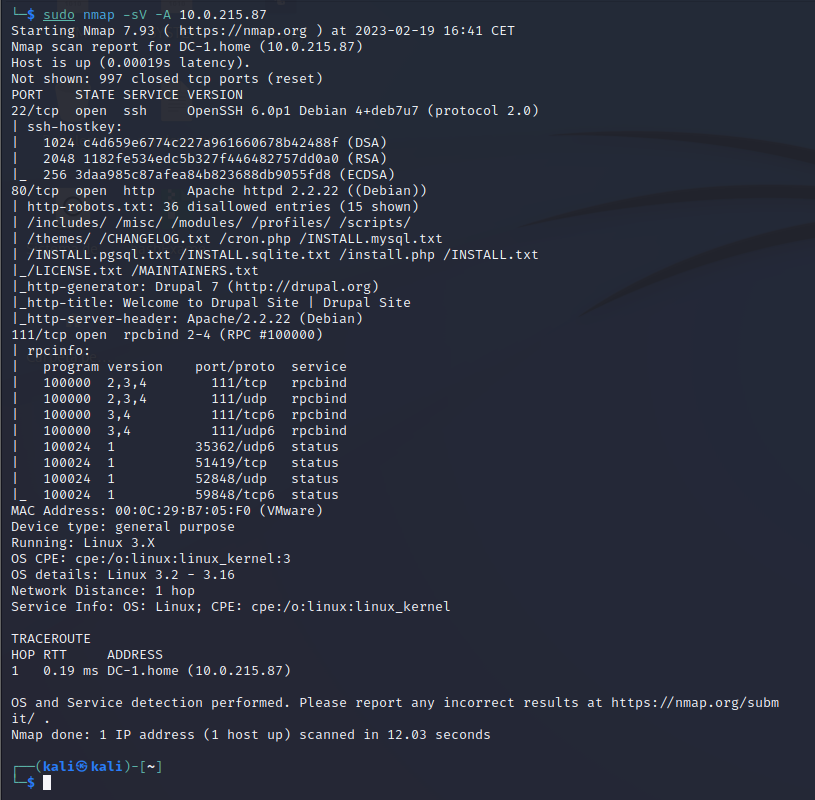 └─$ sudo nmap -sV -A 10.0.215.87
Starting Nmap 7.93 ( https://nmap.org ) at 2023-02-19 16:41 CET
Nmap scan report for DC-1.home (10.0.215.87)
Host is up (0.00019s latency).
Not shown: 997 closed tcp ports (reset)
PORT    STATE SERVICE VERSION
22/tcp  open  ssh     OpenSSH 6.0p1 Debian 4+deb7u7 (protocol 2.0)
| ssh-hostkey:
|   1024 c4d659e6774c227a961660678b42488f (DSA)
|   2048 1182fe534edc5b327f446482757dd0a0 (RSA)
|_  256 3daa985c87afea84b823688db9055fd8 (ECDSA)
80/tcp  open  http    Apache httpd 2.2.22 ((Debian))
| http-robots.txt: 36 disallowed entries (15 shown)
| /includes/ /misc/ /modules/ /profiles/ /scripts/
| /themes/ /CHANGELOG.txt /cron.php /INSTALL.mysql.txt
| /INSTALL.pgsql.txt /INSTALL.sqlite.txt /install.php /INSTALL.txt
|_/LICENSE.txt /MAINTAINERS.txt
|_http-generator: Drupal 7 (http://drupal.org)
|_http-title: Welcome to Drupal Site | Drupal Site
|_http-server-header: Apache/2.2.22 (Debian)
111/tcp open  rpcbind 2-4 (RPC #100000)
| rpcinfo:
|   program version    port/proto  service
|   100000  2,3,4        111/tcp   rpcbind
|   100000  2,3,4        111/udp   rpcbind
|   100000  3,4          111/tcp6  rpcbind
|   100000  3,4          111/udp6  rpcbind
|   100024  1          35362/udp6  status
|   100024  1          51419/tcp   status
|   100024  1          52848/udp   status
|_  100024  1          59848/tcp6  status
MAC Address: 00:0C:29:B7:05:F0 (VMware)
Device type: general purpose
Running: Linux 3.X
OS CPE: cpe:/o:linux:linux_kernel:3
OS details: Linux 3.2 - 3.16
Network Distance: 1 hop
Service Info: OS: Linux; CPE: cpe:/o:linux:linux_kernel
TRACEROUTE
HOP RTT     ADDRESS
1   0.19 ms DC-1.home (10.0.215.87)
OS and Service detection performed. Please report any incorrect results at https://nmap.org/subm
it/ .
Nmap done: 1 IP address (1 host up) scanned in 12.03 seconds
┌──(kali㉿kali)-[~]
└─$